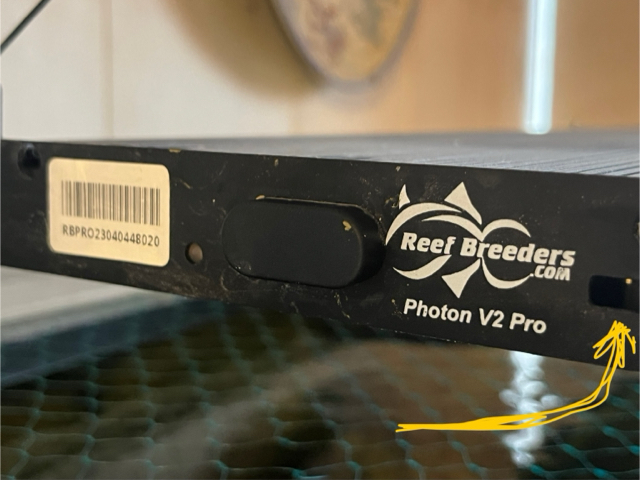 RBPRO23040448020
Reef Breeders
.COM
Photon V2 Pro